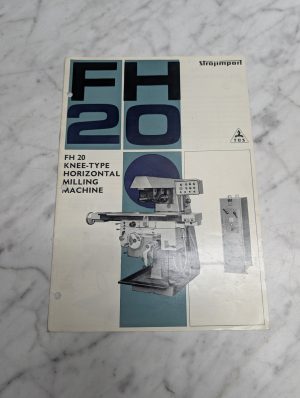 strojimport
FH
20
TOS
FH 20
KNEE-TYPE
HORIZONTAL
MILLING
MACHINE